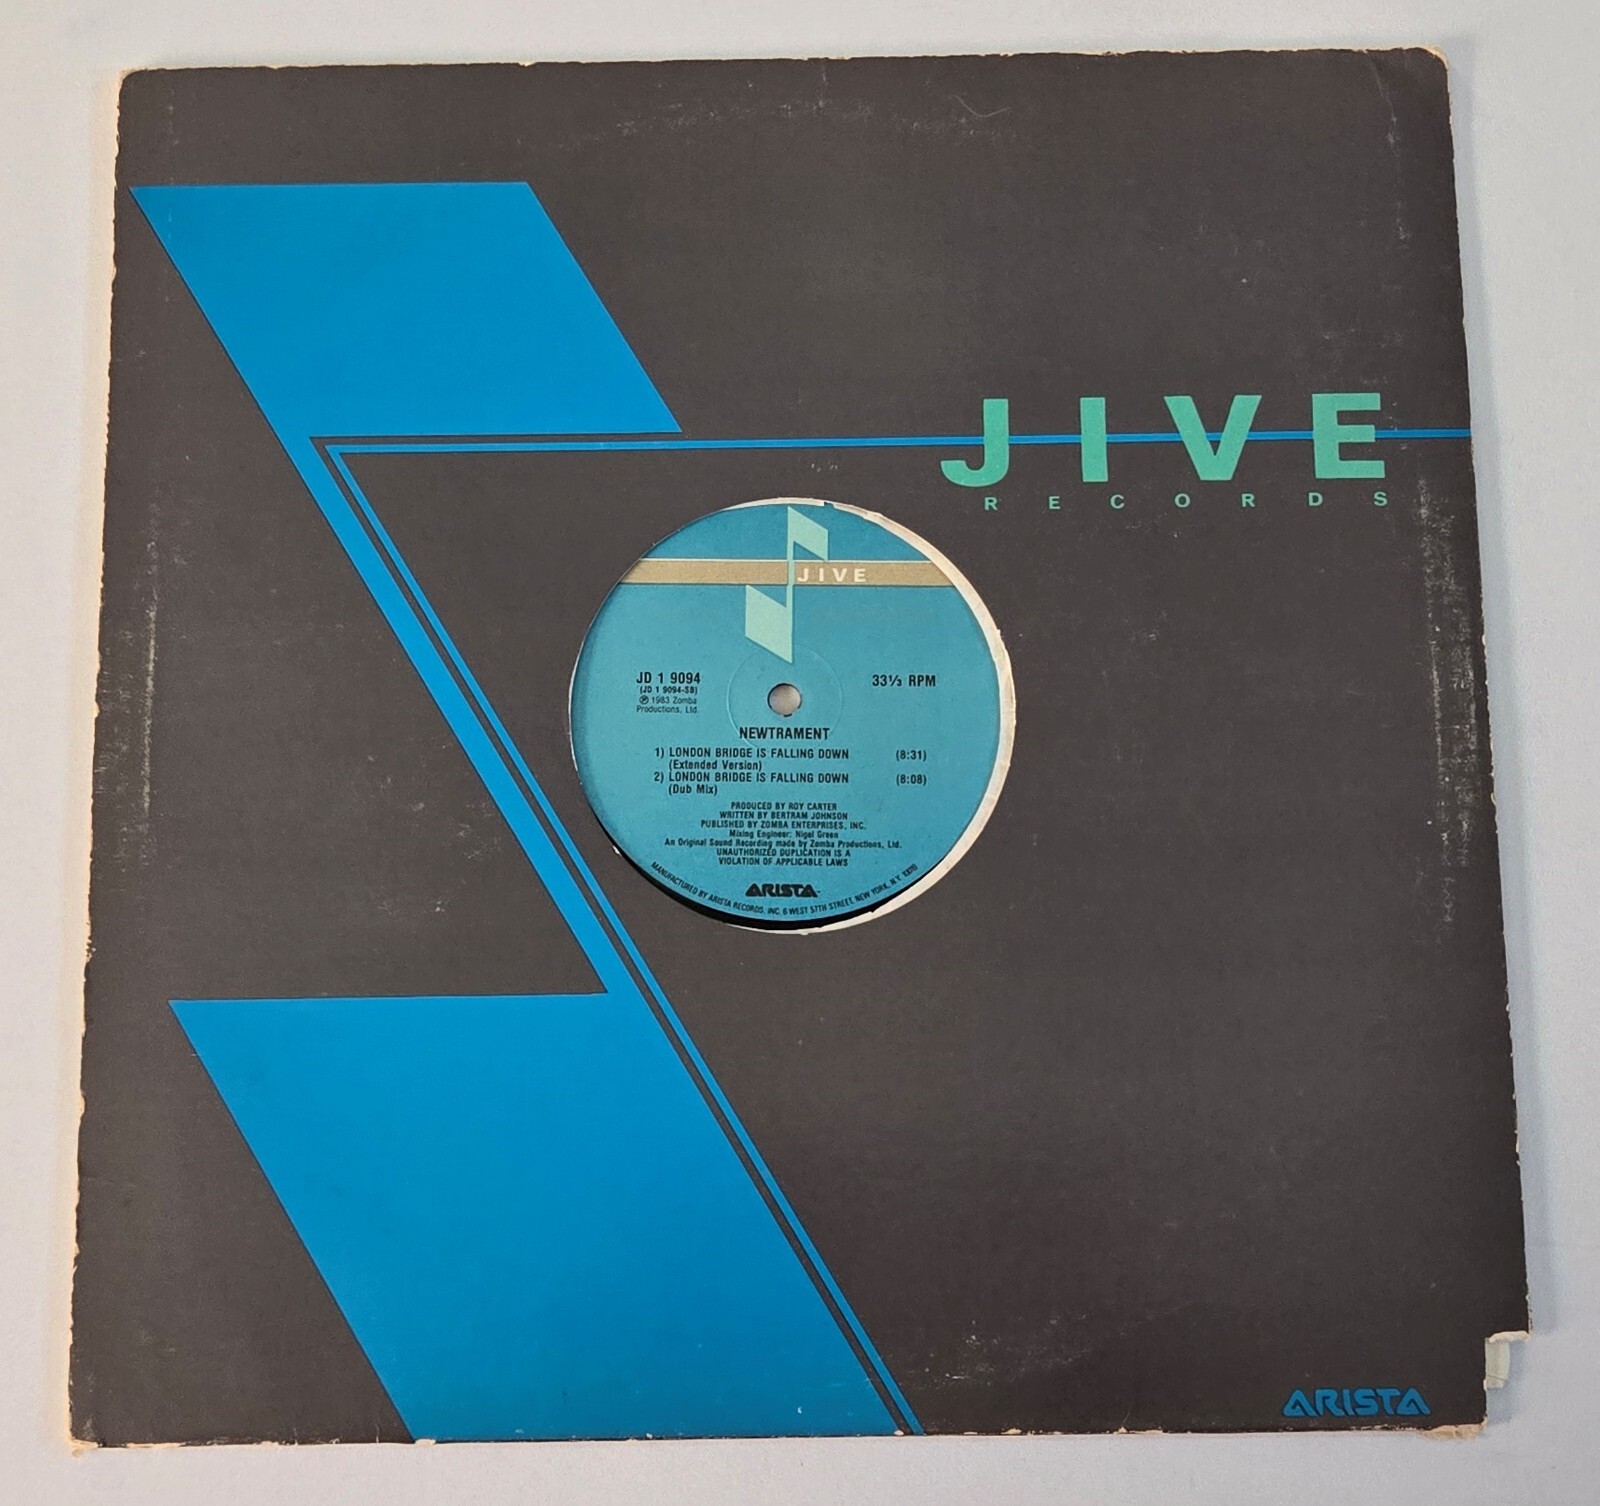 JIVE
RECORDS
JIVE
JD 1 9094
(JD 1 9094-SB)
℗ 1983 Zomba
Productions, Ltd.
33⅓ RPM
NEWTRAMENT
1) LONDON BRIDGE IS FALLING DOWN (8:31)
(Extended Version)
2) LONDON BRIDGE IS FALLING DOWN (8:08)
(Dub Mix)
PRODUCED BY ROY CARTER
WRITTEN BY BERTRAM JOHNSON
PUBLISHED BY ZOMBA ENTERPRISES, INC.
Mixing Engineer: Nigel Green
An Original Sound Recording made by Zomba Productions, Ltd.
UNAUTHORIZED DUPLICATION IS A
VIOLATION OF APPLICABLE LAWS
ARISTA
MANUFACTURED BY ARISTA RECORDS, INC. 6 WEST 57TH STREET, NEW YORK, N.Y. 10019
ARISTA